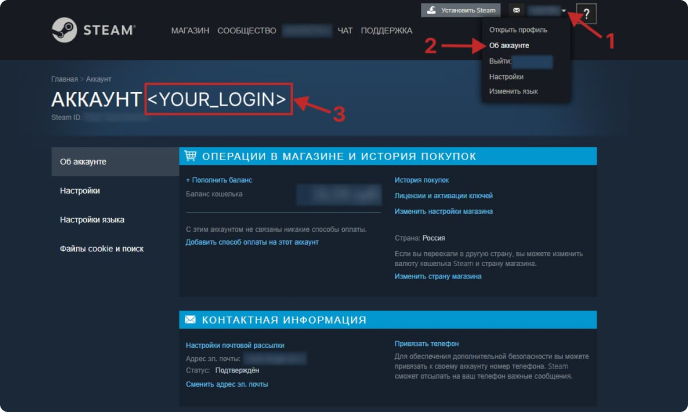 Установить Steam
?
STEAM
МАГАЗИН СООБЩЕСТВО ЧАТ ПОДДЕРЖКА
1
Открыть профиль
2
Об аккаунте
Выйти:
Настройки
Изменить язык
Главная > Аккаунт
АККАУНТ <YOUR_LOGIN>
3
Steam ID:
Об аккаунте
Настройки
Настройки языка
Файлы cookie и поиск
ОПЕРАЦИИ В МАГАЗИНЕ И ИСТОРИЯ ПОКУПОК
+ Пополнить баланс
Баланс кошелька
С этим аккаунтом не связаны никакие способы оплаты.
Добавить способ оплаты на этот аккаунт
История покупок
Лицензии и активации ключей
Изменить настройки магазина
Страна: Россия
Если вы переехали в другую страну, вы можете изменить
валюту кошелька Steam и страну магазина.
Изменить страну магазина
КОНТАКТНАЯ ИНФОРМАЦИЯ
Настройки почтовой рассылки
Адрес эл. почты:
Статус: Подтверждён
Сменить адрес эл. почты
Привязать телефон
Для обеспечения дополнительной безопасности вы можете
привязать к своему аккаунту номер телефона. Steam
сможет отсылать на ваш телефон важные сообщения.